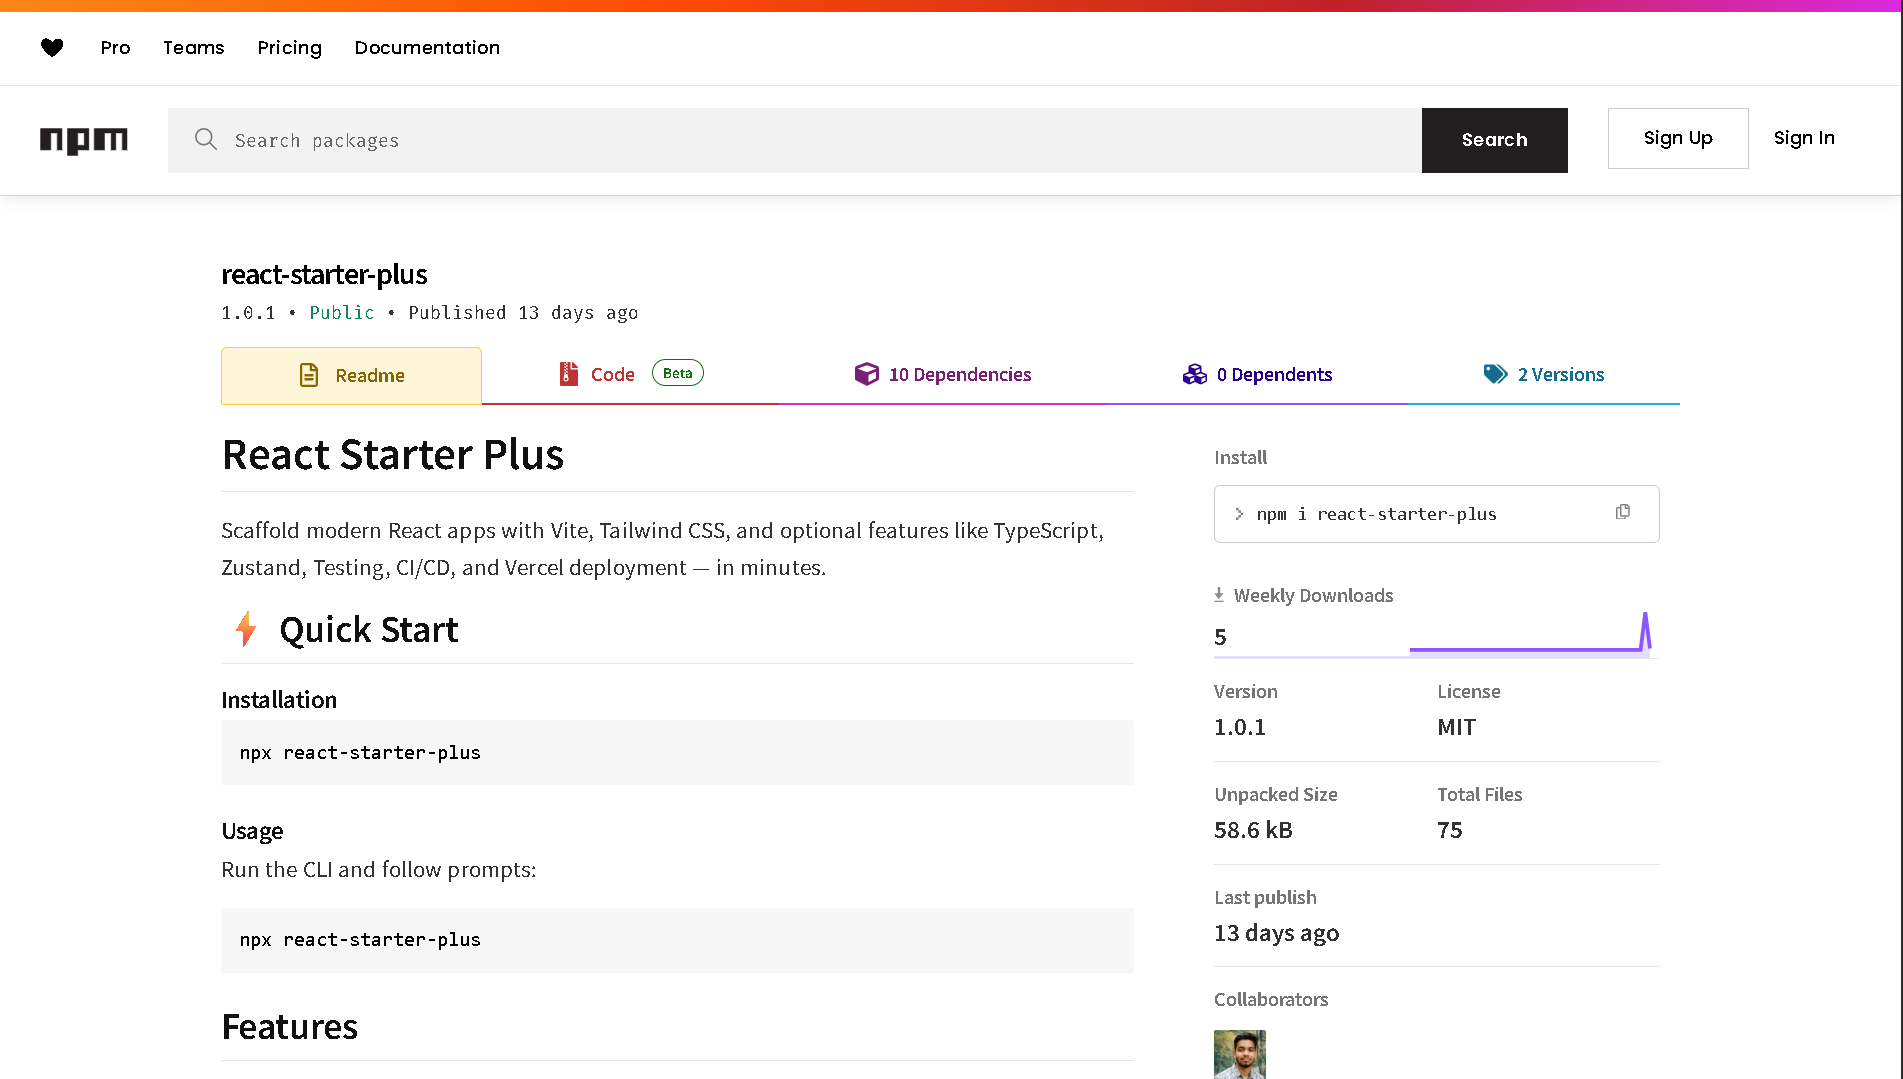 Pro Teams Pricing Documentation
npm Search packages Search Sign Up Sign In
react-starter-plus
1.0.1 • Public • Published 13 days ago
Readme Code Beta 10 Dependencies 0 Dependents 2 Versions
React Starter Plus
Scaffold modern React apps with Vite, Tailwind CSS, and optional features like TypeScript,
Zustand, Testing, CI/CD, and Vercel deployment — in minutes.
Quick Start
Installation
npx react-starter-plus
Usage
Run the CLI and follow prompts:
npx react-starter-plus
Features
Install
> npm i react-starter-plus
Weekly Downloads
5
Version License
1.0.1 MIT
Unpacked Size Total Files
58.6 kB 75
Last publish
13 days ago
Collaborators